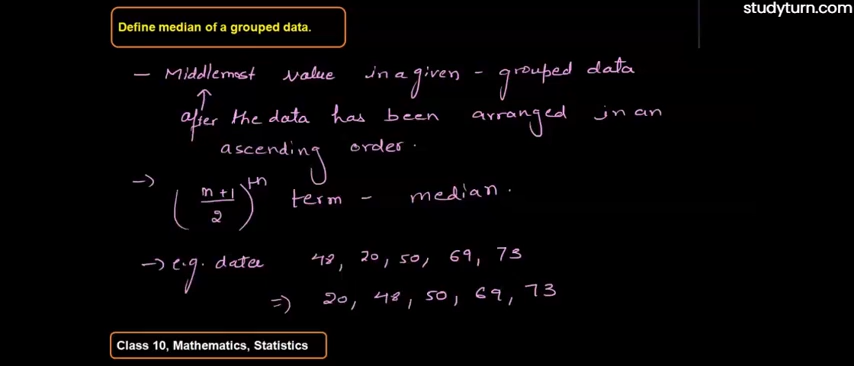 studyturn.com
Define median of a grouped data.
- Middlemost value in a given - grouped data
after the data has been arranged in an
ascending order.
→ (n+1/2)^th term - median.
→ e.g. data 48, 20, 50, 69, 73
⇒ 20, 48, 50, 69, 73
Class 10, Mathematics, Statistics